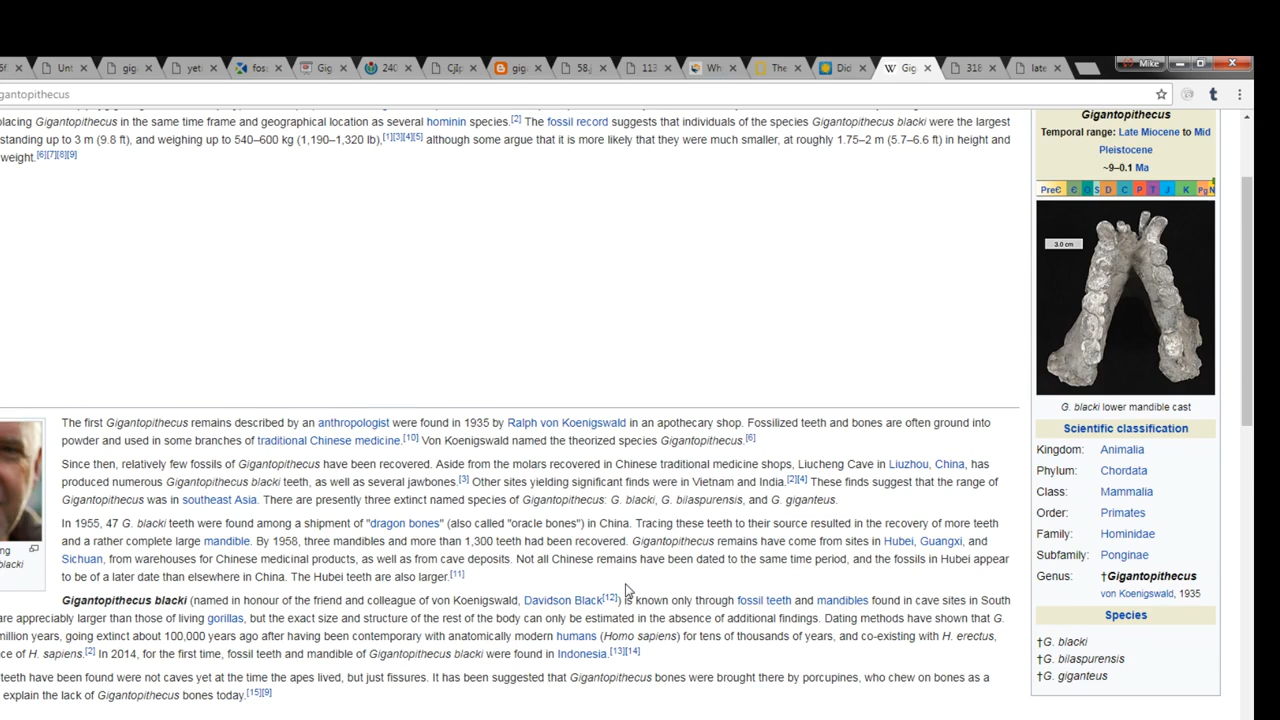 5f Unt gig yeti fos: Gig 240 CjIp gig 58.j 113 Wh The Did Gig 318 late Mike
gantopithecus
lacing Gigantopithecus in the same time frame and geographical location as several hominin species.[2] The fossil record suggests that individuals of the species Gigantopithecus blacki were the largest
standing up to 3 m (9.8 ft), and weighing up to 540–600 kg (1,190–1,320 lb),[1][3][4][5] although some argue that it is more likely that they were much smaller, at roughly 1.75–2 m (5.7–6.6 ft) in height and
weight.[6][7][8][9]
The first Gigantopithecus remains described by an anthropologist were found in 1935 by Ralph von Koenigswald in an apothecary shop. Fossilized teeth and bones are often ground into
powder and used in some branches of traditional Chinese medicine.[10] Von Koenigswald named the theorized species Gigantopithecus.[6]
Since then, relatively few fossils of Gigantopithecus have been recovered. Aside from the molars recovered in Chinese traditional medicine shops, Liucheng Cave in Liuzhou, China, has
produced numerous Gigantopithecus blacki teeth, as well as several jawbones.[3] Other sites yielding significant finds were in Vietnam and India.[2][4] These finds suggest that the range of
Gigantopithecus was in southeast Asia. There are presently three extinct named species of Gigantopithecus: G. blacki, G. bilaspurensis, and G. giganteus.
In 1955, 47 G. blacki teeth were found among a shipment of "dragon bones" (also called "oracle bones") in China. Tracing these teeth to their source resulted in the recovery of more teeth
and a rather complete large mandible. By 1958, three mandibles and more than 1,300 teeth had been recovered. Gigantopithecus remains have come from sites in Hubei, Guangxi, and
Sichuan, from warehouses for Chinese medicinal products, as well as from cave deposits. Not all Chinese remains have been dated to the same time period, and the fossils in Hubei appear
to be of a later date than elsewhere in China. The Hubei teeth are also larger.[11]
ng
blacki
Gigantopithecus blacki (named in honour of the friend and colleague of von Koenigswald, Davidson Black[12]) is known only through fossil teeth and mandibles found in cave sites in South
are appreciably larger than those of living gorillas, but the exact size and structure of the rest of the body can only be estimated in the absence of additional findings. Dating methods have shown that G.
million years, going extinct about 100,000 years ago after having been contemporary with anatomically modern humans (Homo sapiens) for tens of thousands of years, and co-existing with H. erectus,
ce of H. sapiens.[2] In 2014, for the first time, fossil teeth and mandible of Gigantopithecus blacki were found in Indonesia.[13][14]
teeth have been found were not caves yet at the time the apes lived, but just fissures. It has been suggested that Gigantopithecus bones were brought there by porcupines, who chew on bones as a
explain the lack of Gigantopithecus bones today.[15][9]
Gigantopithecus
Temporal range: Late Miocene to Mid
Pleistocene
~9–0.1 Ma
PreЄ Є O S D C P T J K Pg N
3.0 cm
G. blacki lower mandible cast
Scientific classification
Kingdom: Animalia
Phylum: Chordata
Class: Mammalia
Order: Primates
Family: Hominidae
Subfamily: Ponginae
Genus: †Gigantopithecus
von Koenigswald, 1935
Species
†G. blacki
†G. bilaspurensis
†G. giganteus